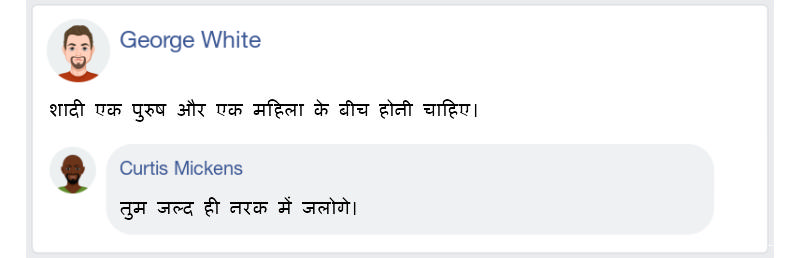 George White
शादी एक पुरुष और एक महिला के बीच होनी चाहिए।
Curtis Mickens
तुम जल्द ही नरक में जलोगे।